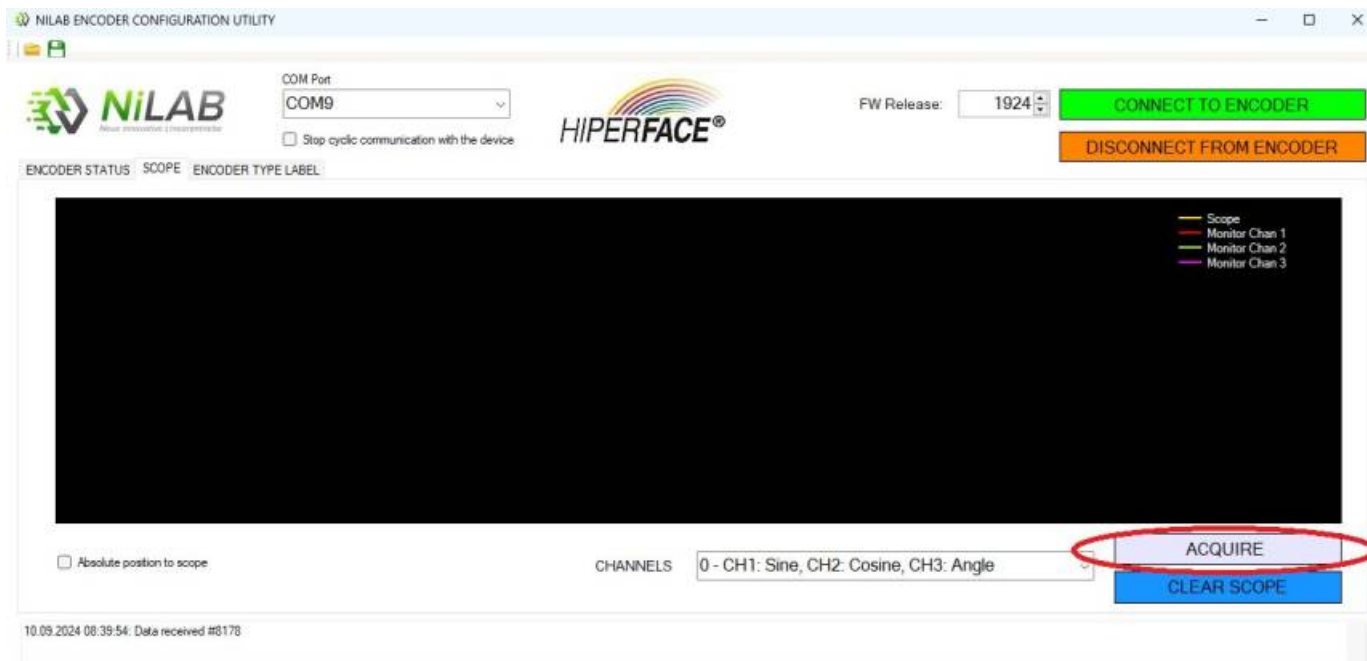 NILAB ENCODER CONFIGURATION UTILITY
COM Port
NiLAB
COM9
HIPERFACE®
FW Release:
1924
CONNECT TO ENCODER
Stop cyclic communication with the device
DISCONNECT FROM ENCODER
ENCODER STATUS
SCOPE
ENCODER TYPE LABEL
Scope
Monitor Chan 1
Monitor Chan 2
Monitor Chan 3
Absolute position to scope
CHANNELS
0 - CH1: Sine, CH2: Cosine, CH3: Angle
ACQUIRE
CLEAR SCOPE
10.09.2024 08:39:54: Data received #8178